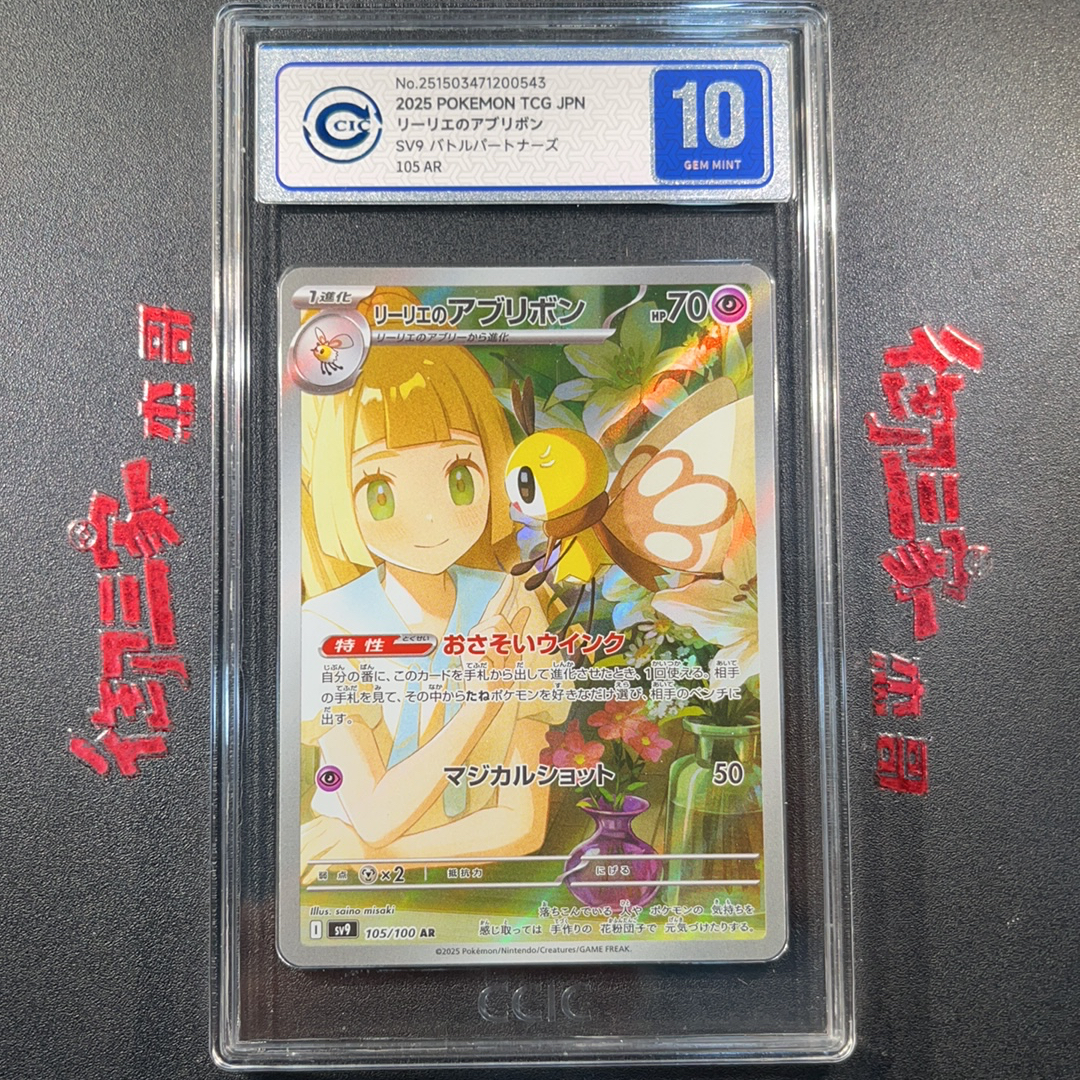 No.251503471200543
2025 POKEMON TCG JPN
リーリエのアブリボン
SV9 バトルパートナーズ
105 AR
CCIC
10
GEM MINT
1進化
リーリエのアブリボン
HP70
リーリエのアブリーから進化
特性
とくせい
おさそいウインク
自分の番に、このカードを手札から出して進化させたとき、1回使える。相手
の手札を見て、その中からたねポケモンを好きなだけ選び、相手のベンチに
出す。
マジカルショット 50
弱点 ×2 抵抗力 にげる
Illus. saino misaki
落ちこんでいる 人や ポケモンの 気持ちを
感じ取っては 手作りの 花粉団子で 元気づけたりする。
I sv9 105/100 AR
©2025 Pokémon/Nintendo/Creatures/GAME FREAK.
CCIC